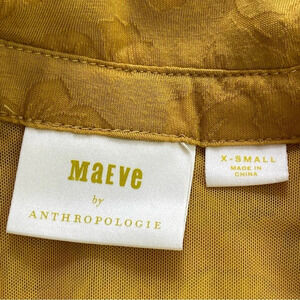 MAEVE
by
ANTHROPOLOGIE
X-SMALL
MADE IN
CHINA